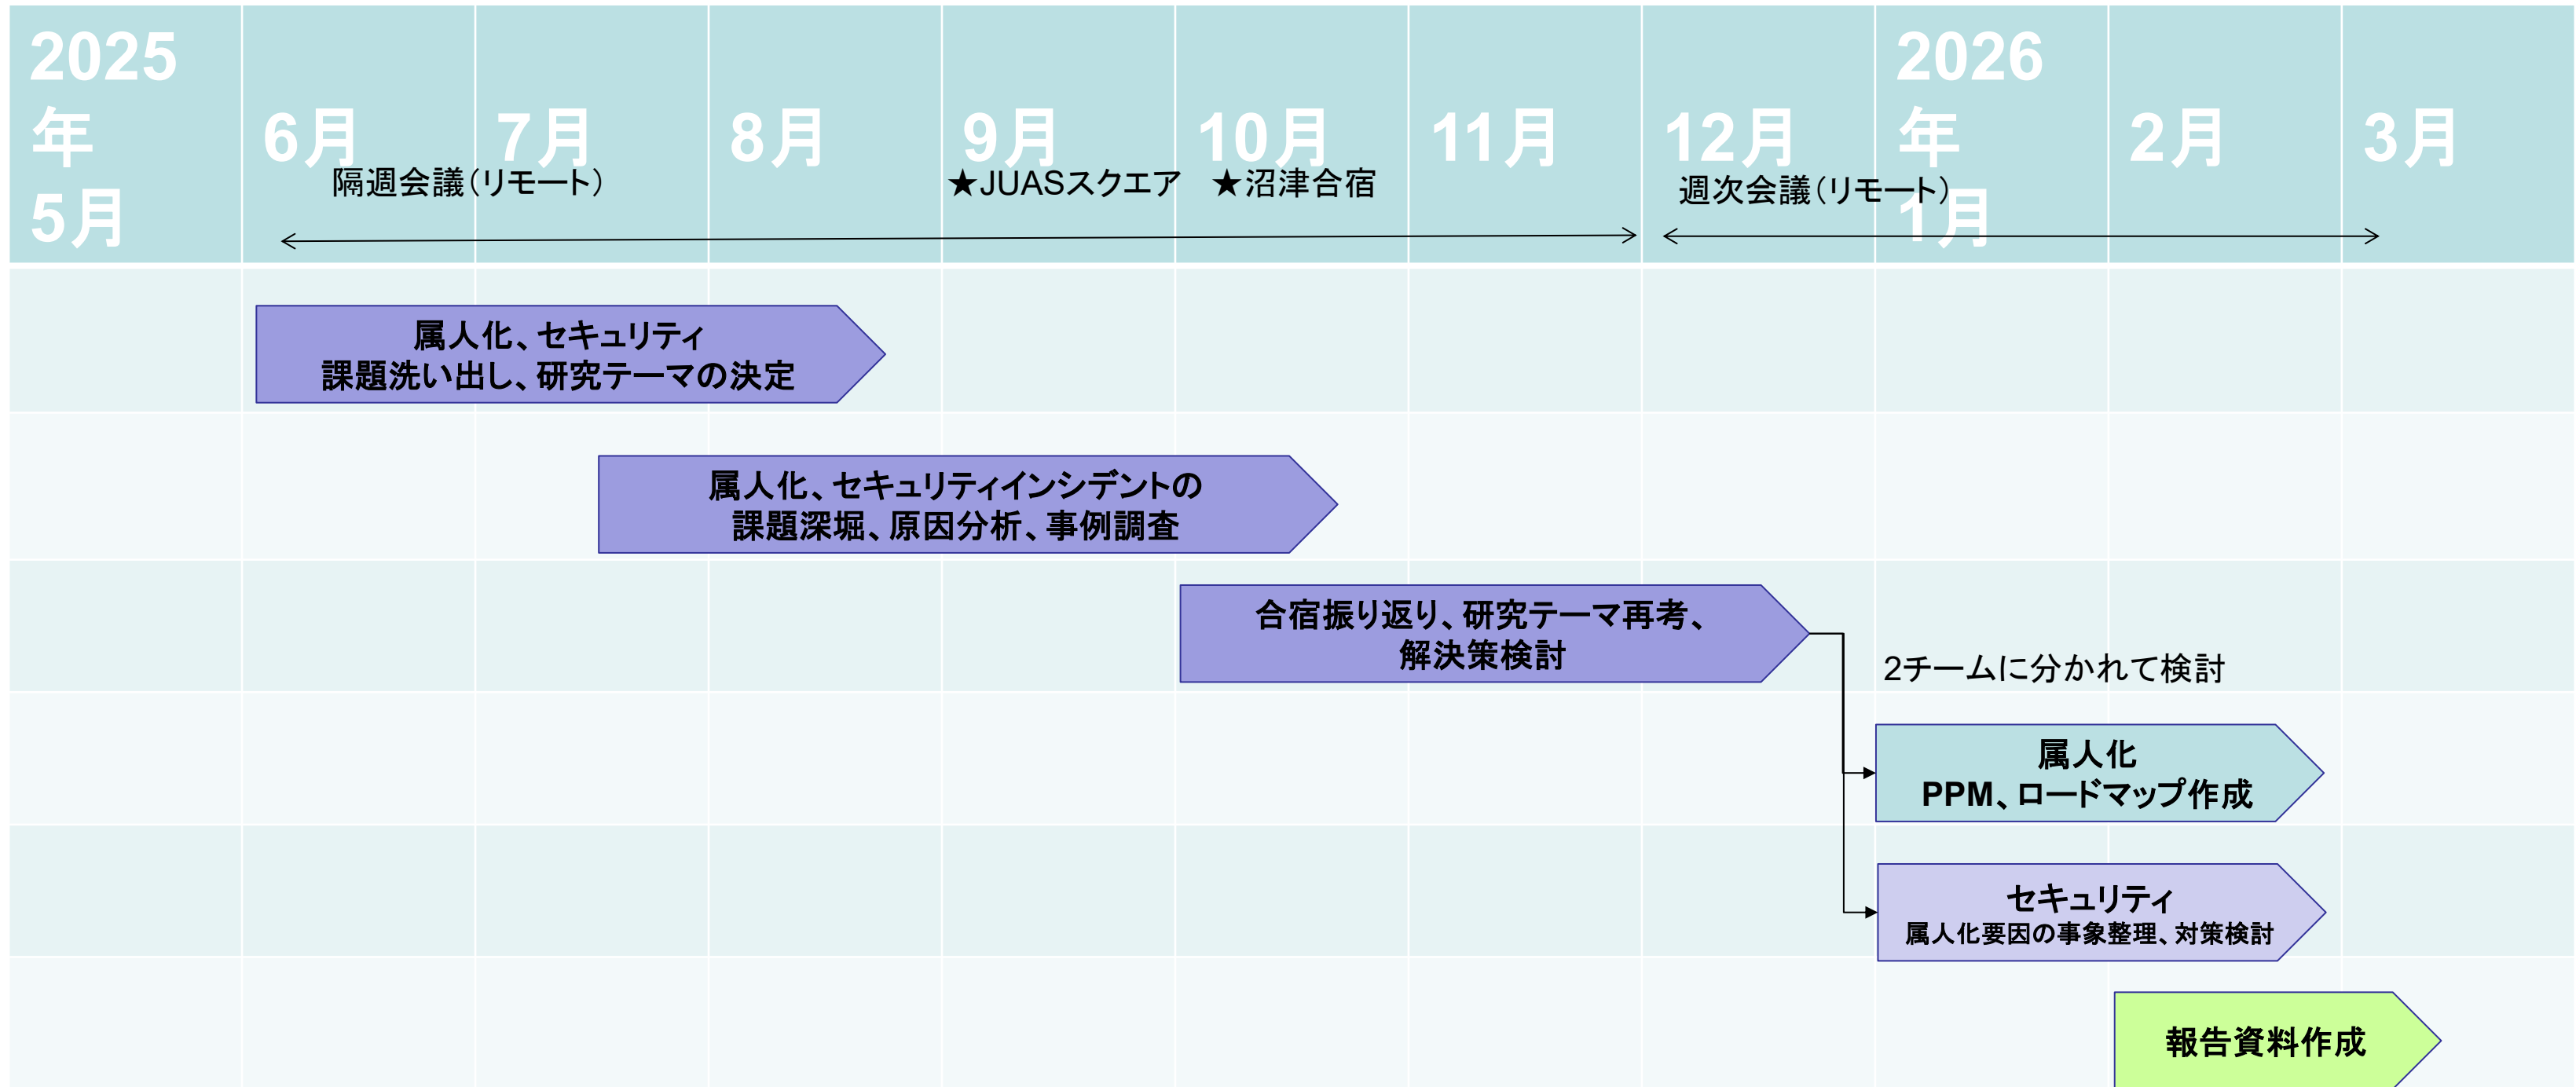 2025
年
5月
6月
7月
8月
9月
10月
11月
12月
2026
年
1月
2月
3月
隔週会議(リモート)
★JUASスクエア
★沼津合宿
週次会議(リモート)
属人化、セキュリティ
課題洗い出し、研究テーマの決定
属人化、セキュリティインシデントの
課題深堀、原因分析、事例調査
合宿振り返り、研究テーマ再考、
解決策検討
2チームに分かれて検討
属人化
PPM、ロードマップ作成
セキュリティ
属人化要因の事象整理、対策検討
報告資料作成